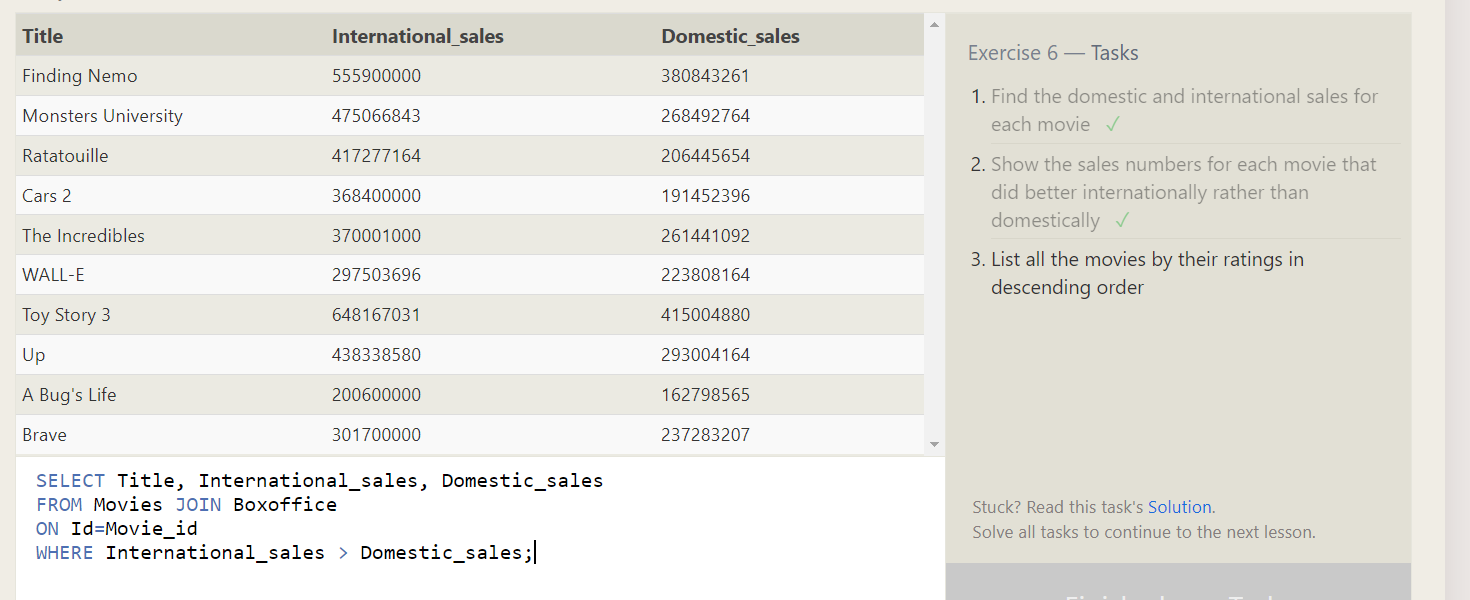 Title International_sales Domestic_sales
Finding Nemo 555900000 380843261
Monsters University 475066843 268492764
Ratatouille 417277164 206445654
Cars 2 368400000 191452396
The Incredibles 370001000 261441092
WALL-E 297503696 223808164
Toy Story 3 648167031 415004880
Up 438338580 293004164
A Bug's Life 200600000 162798565
Brave 301700000 237283207
SELECT Title, International_sales, Domestic_sales
FROM Movies JOIN Boxoffice
ON Id=Movie_id
WHERE International_sales > Domestic_sales;
Exercise 6 — Tasks
1. Find the domestic and international sales for
each movie ✓
2. Show the sales numbers for each movie that
did better internationally rather than
domestically ✓
3. List all the movies by their ratings in
descending order
Stuck? Read this task's Solution.
Solve all tasks to continue to the next lesson.